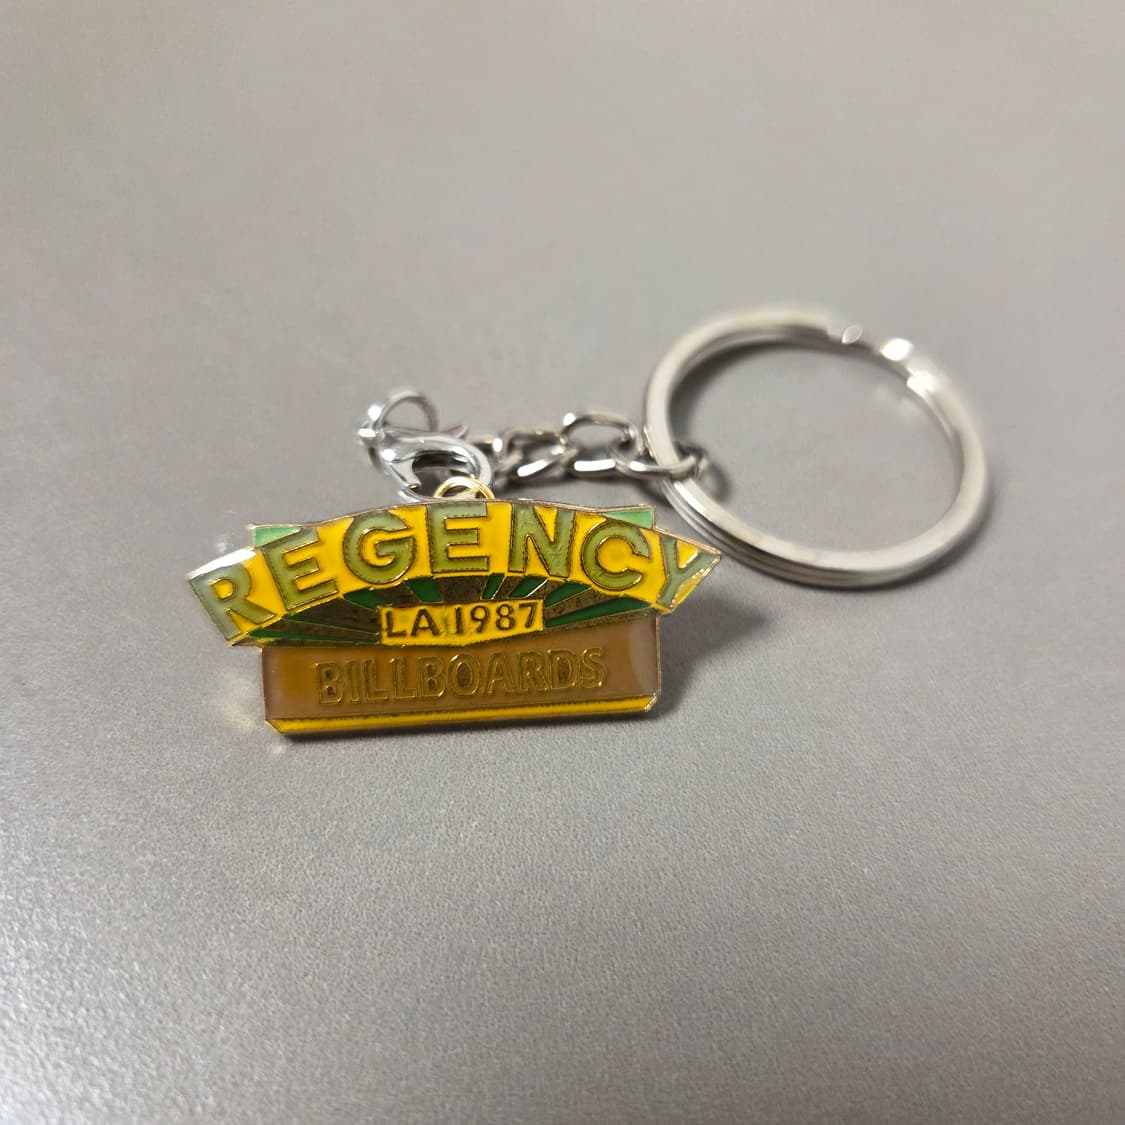 REGENCY
LA 1987
BILLBOARDS